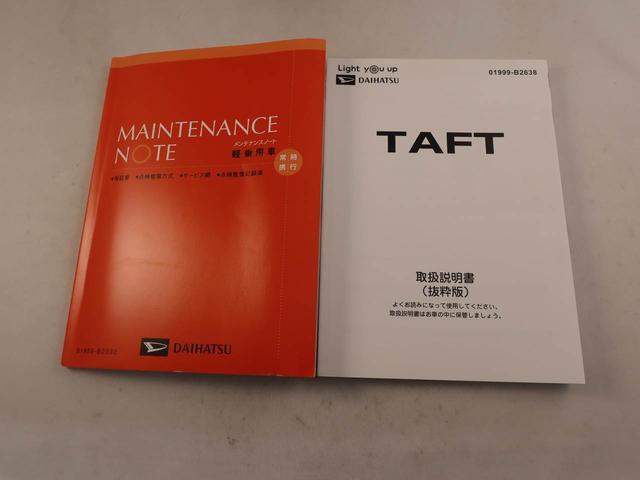 MAINTENANCE
NOTE
メンテナンスノート
軽乗用車
常時
携行
●保証書 ●点検整備方式 ●サービス網 ●点検整備記録簿
DAIHATSU
01999-B2032
Light you up
DAIHATSU
01999-B2638
TAFT
取扱説明書
（抜粋版）
よくお読みになって使用してください。
取扱説明書はお車の中に保管しましょう。